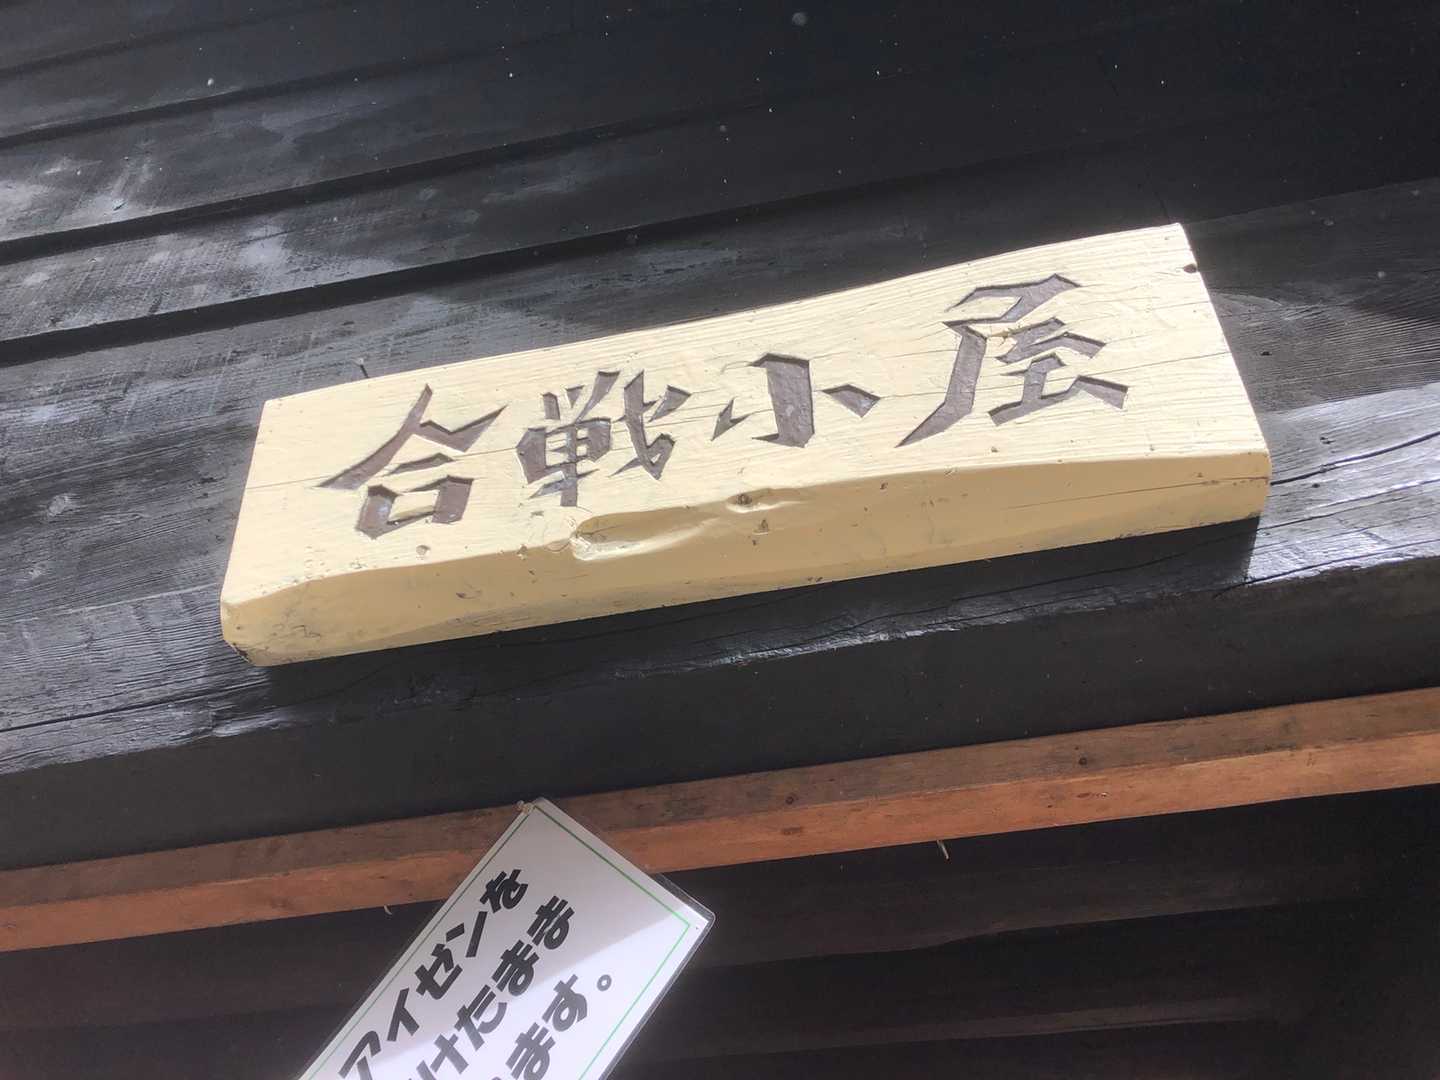 合戦小屋
アイゼンを
けたまま
ます。